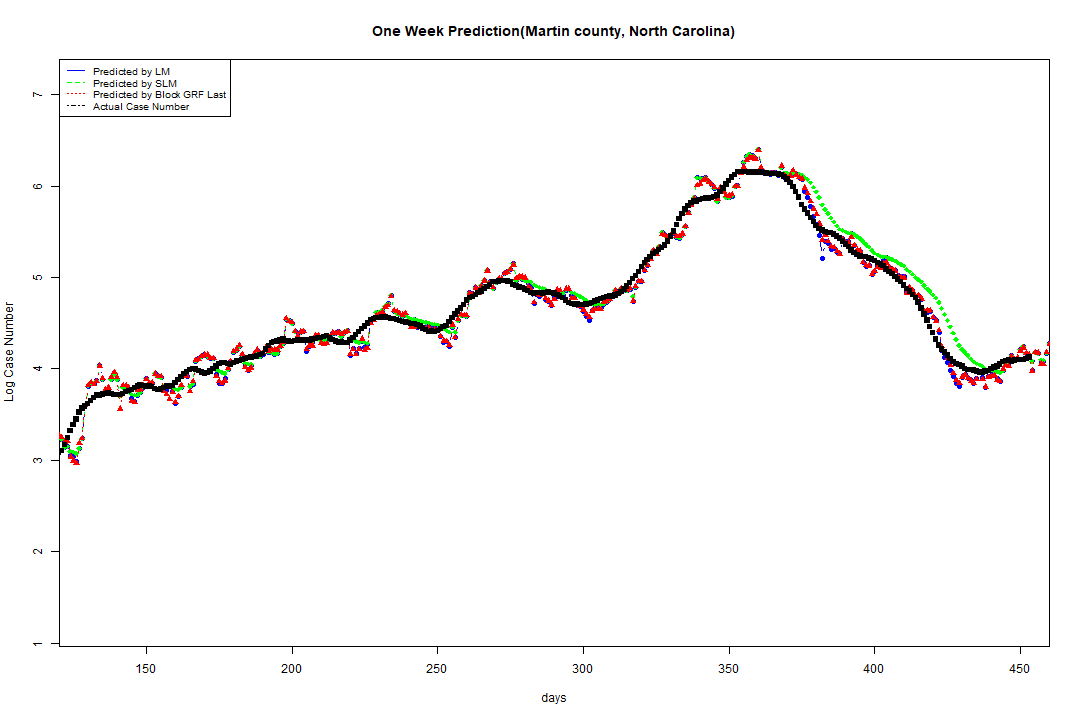 One Week Prediction(Martin county, North Carolina)
Predicted by LM
Predicted by SLM
Predicted by Block GRF Last
Actual Case Number
Log Case Number
7
6
5
4
3
2
1
150 200 250 300 350 400 450
days